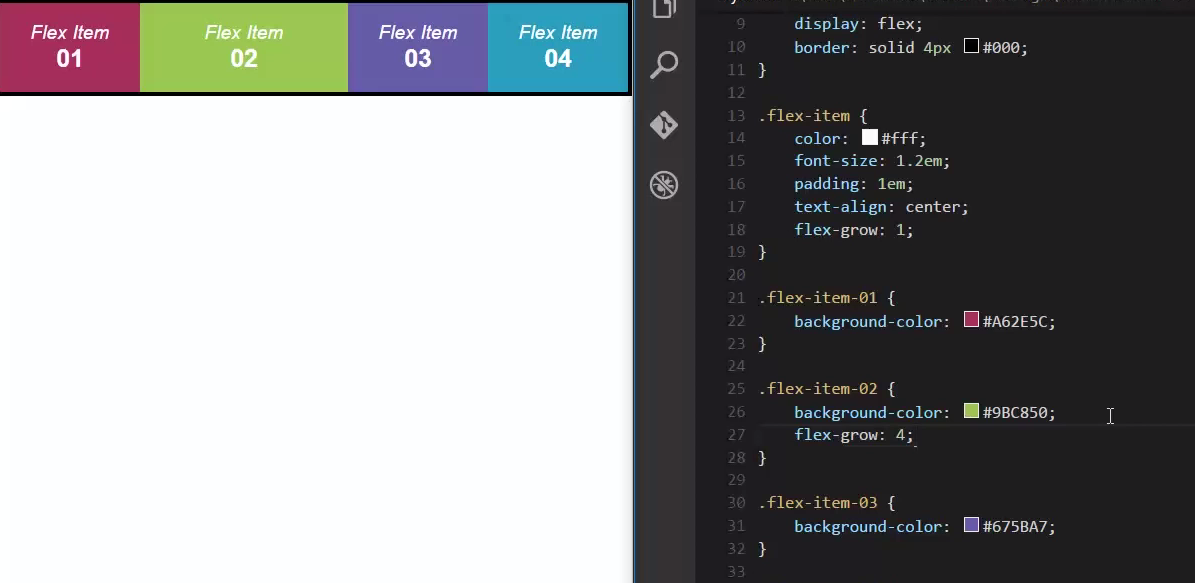 Flex Item
01
Flex Item
02
Flex Item
03
Flex Item
04
9 display: flex;
10 border: solid 4px #000;
11 }
12
13 .flex-item {
14 color: #fff;
15 font-size: 1.2em;
16 padding: 1em;
17 text-align: center;
18 flex-grow: 1;
19 }
20
21 .flex-item-01 {
22 background-color: #A62E5C;
23 }
24
25 .flex-item-02 {
26 background-color: #9BC850;
27 flex-grow: 4;
28 }
29
30 .flex-item-03 {
31 background-color: #675BA7;
32 }
33